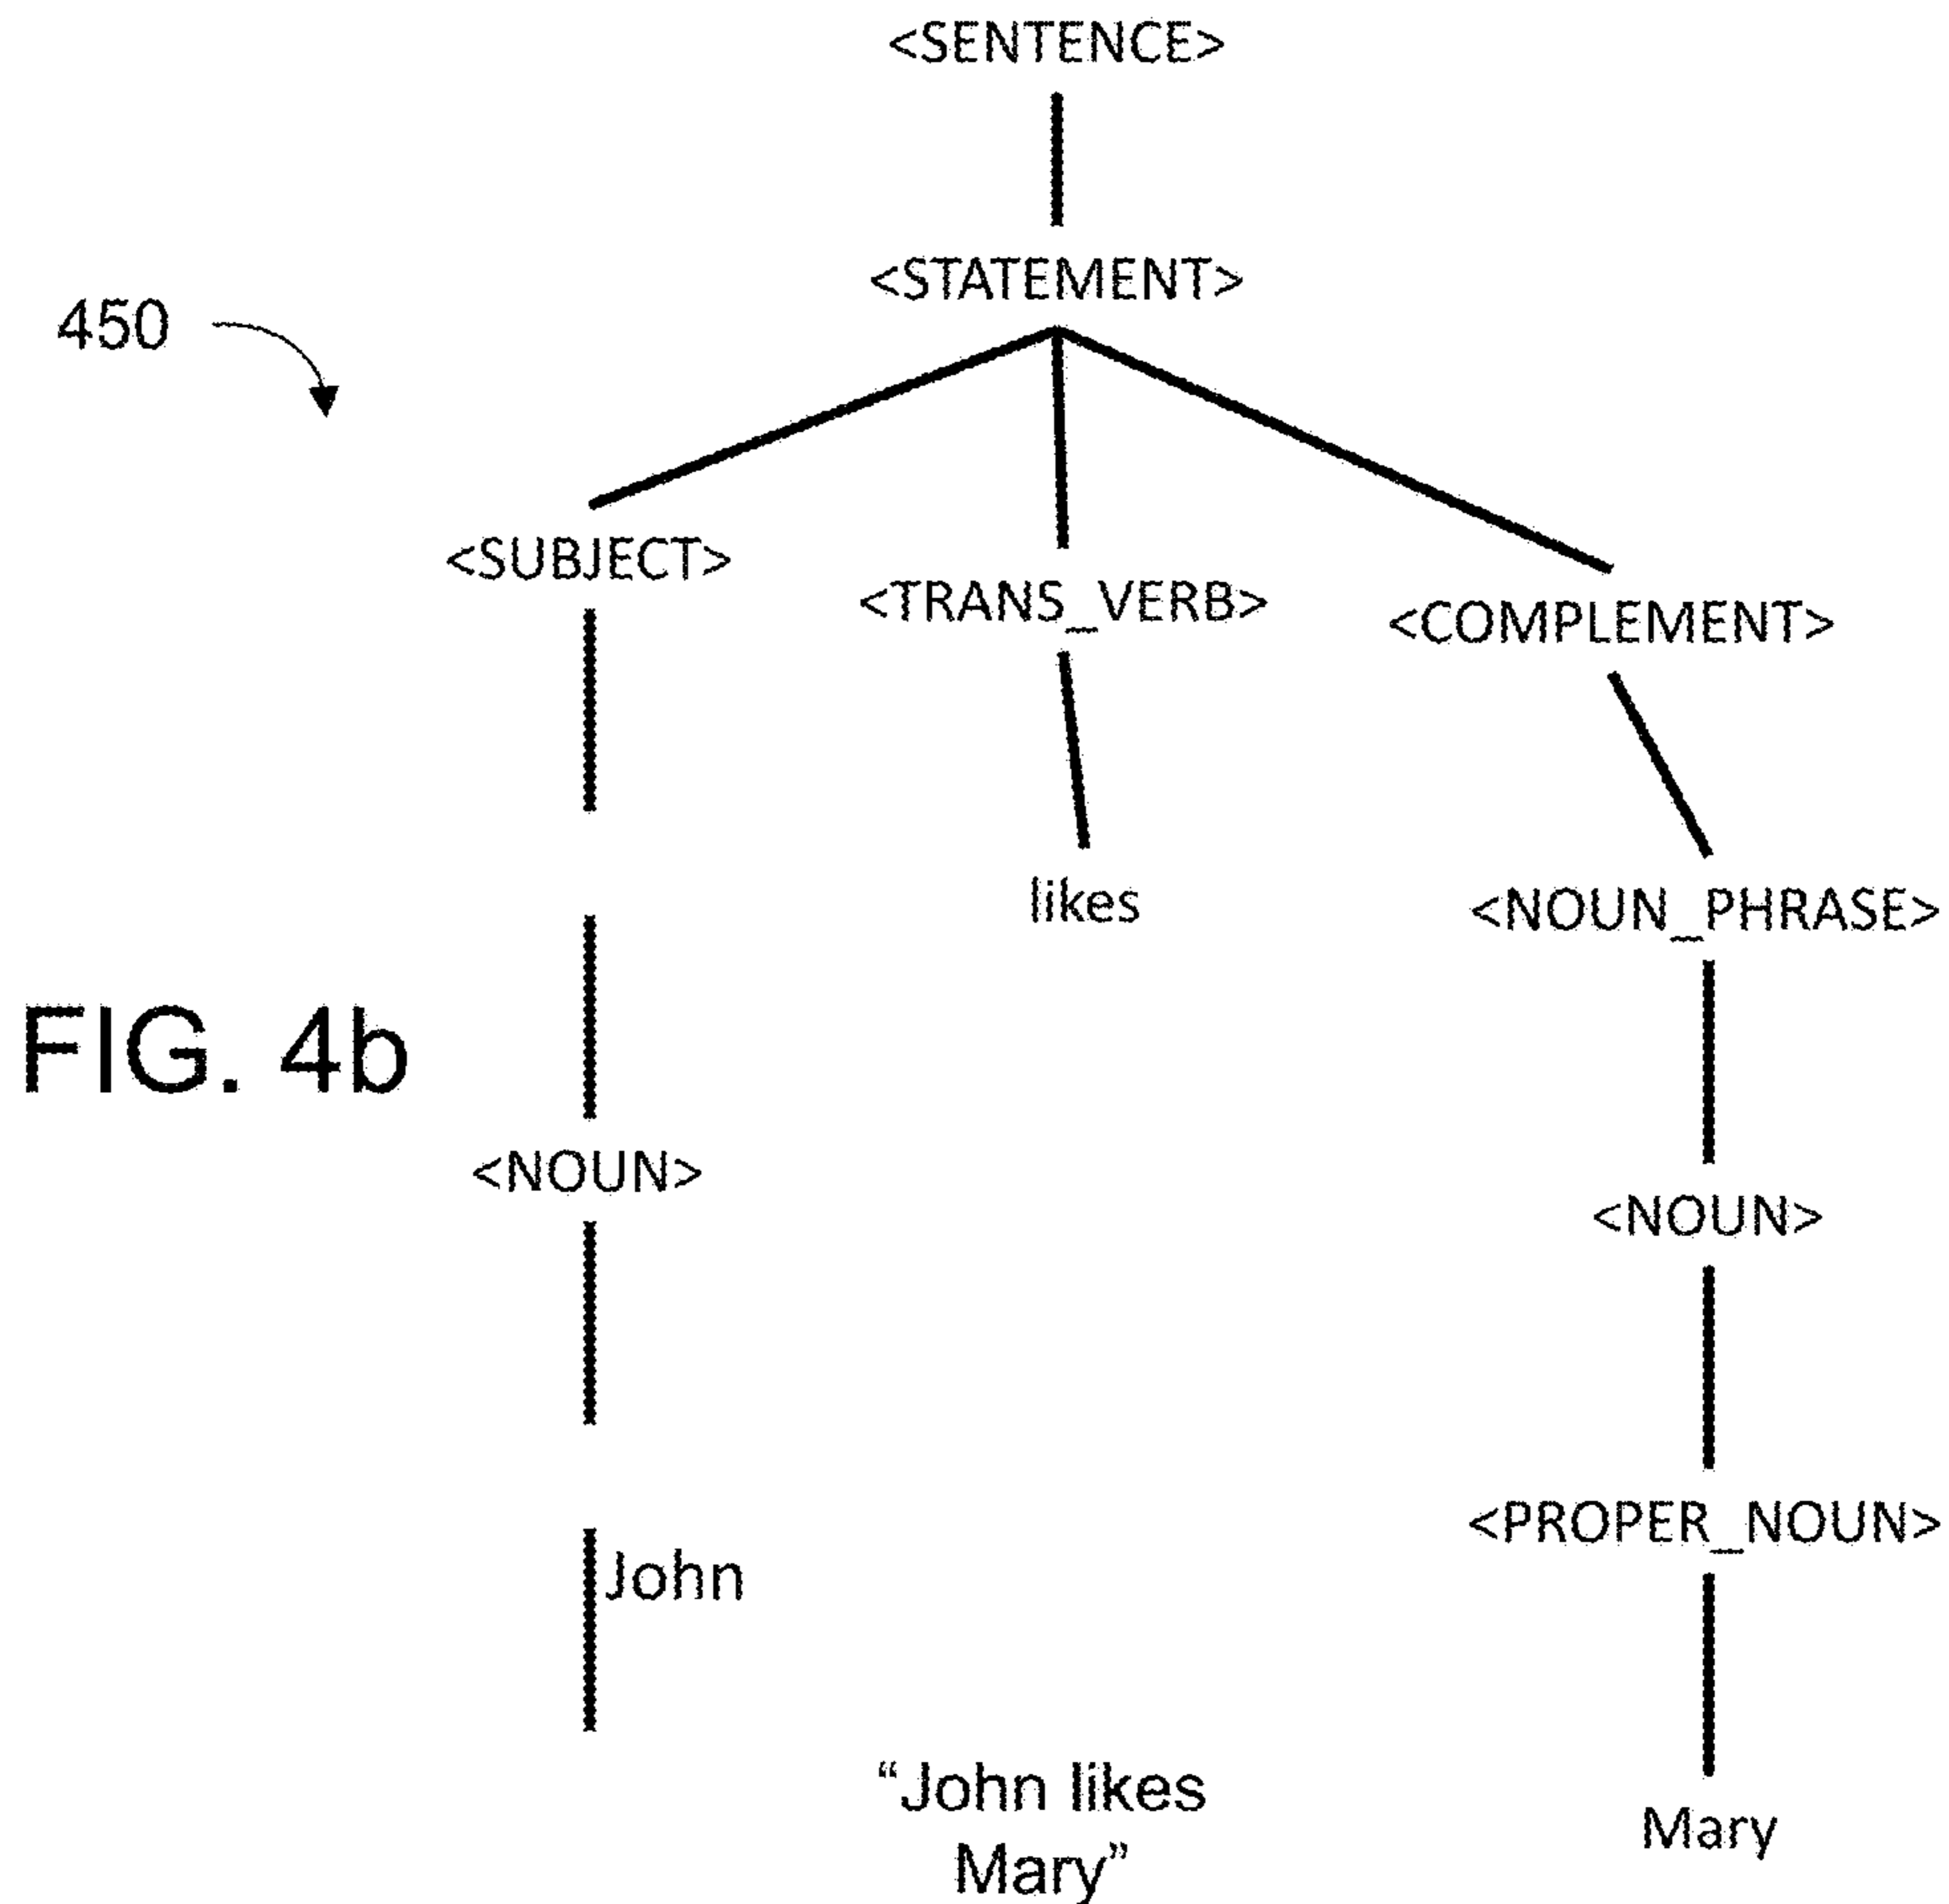 <SENTENCE>
<STATEMENT>
450
<SUBJECT>
<TRANS_VERB>
<COMPLEMENT>
likes
<NOUN_PHRASE>
FIG. 4b
<NOUN>
<NOUN>
<PROPER_NOUN>
John
“John likes
Mary”
Mary